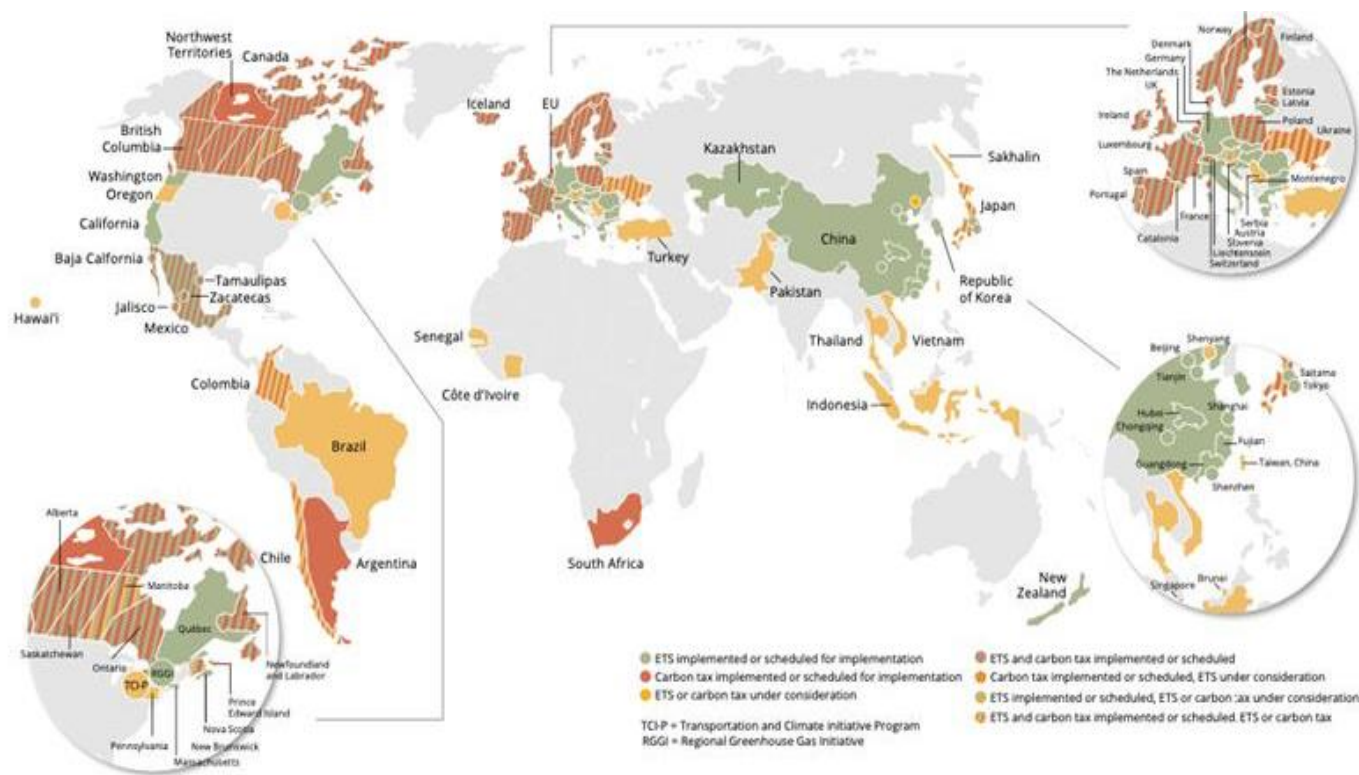 Northwest
Territories
Canada
British
Columbia
Washington
Oregon
California
Baja Calfornia
Tamaulipas
Zacatecas
Jalisco
Mexico
Hawai'i
Colombia
Brazil
Chile
Argentina
Iceland
EU
Kazakhstan
China
Sakhalin
Japan
Republic
of Korea
Turkey
Pakistan
Thailand
Vietnam
Indonesia
Senegal
Côte d'Ivoire
South Africa
New
Zealand
Norway
Finland
Denmark
Germany
The Netherlands
UK
Ireland
Luxembourg
Spain
Portugal
Catalonia
France
Estonia
Latvia
Poland
Ukraine
Montenegro
Serbia
Austria
Slovenia
Liechtenstein
Switzerland
Beijing
Shenyang
Tianjin
Saitama
Tokyo
Hubei
Shanghai
Chongqing
Fujian
Guangdong
Taiwan, China
Shenzhen
Singapore
Brunei
Alberta
Manitoba
Québec
Saskatchewan
Ontario
TCI-P
RGGI
Newfoundland
and Labrador
Prince
Edward Island
Nova Scotia
New Brunswick
Pennsylvania
Massachusetts
ETS implemented or scheduled for implementation
Carbon tax implemented or scheduled for implementation
ETS or carbon tax under consideration
TCI-P = Transportation and Climate Initiative Program
RGGI = Regional Greenhouse Gas Initiative
ETS and carbon tax implemented or scheduled
Carbon tax implemented or scheduled, ETS under consideration
ETS implemented or scheduled, ETS or carbon tax under consideration
ETS and carbon tax implemented or scheduled. ETS or carbon tax